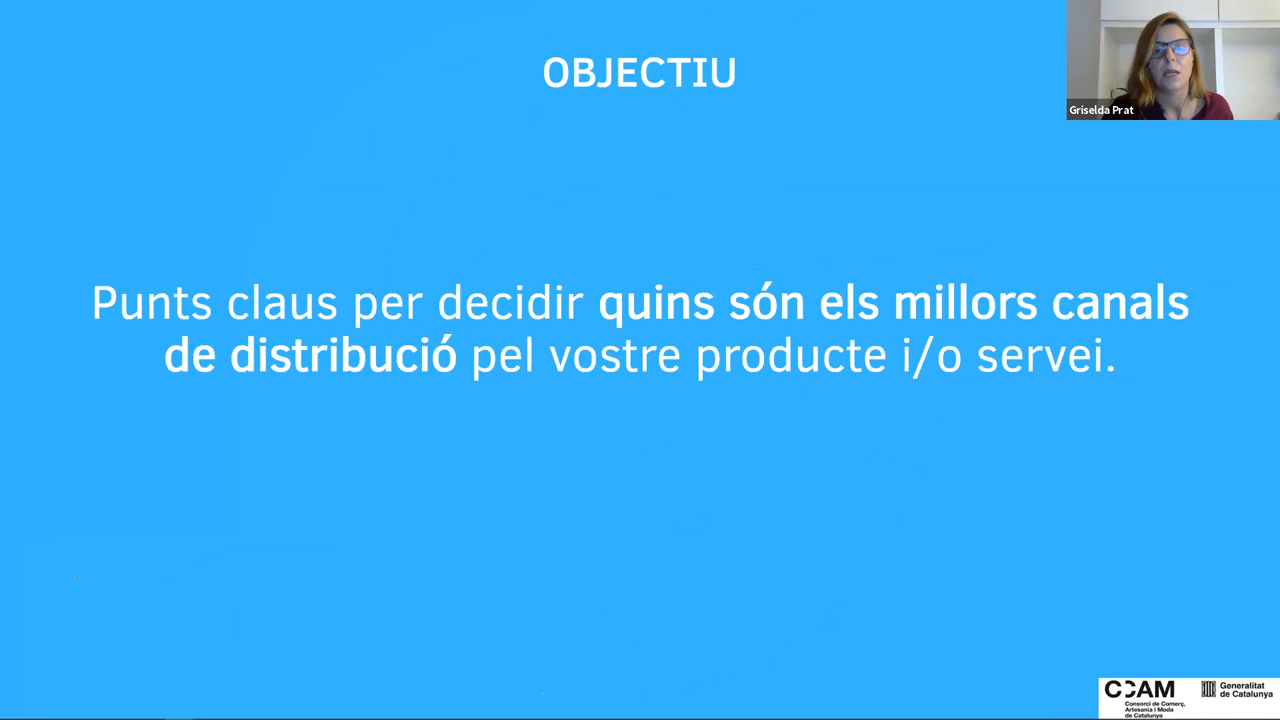 OBJECTIU
Griselda Prat
Punts claus per decidir quins són els millors canals
de distribució pel vostre producte i/o servei.
CCAM
Consorci de Comerç,
Artesania i Moda
de Catalunya
Generalitat
de Catalunya